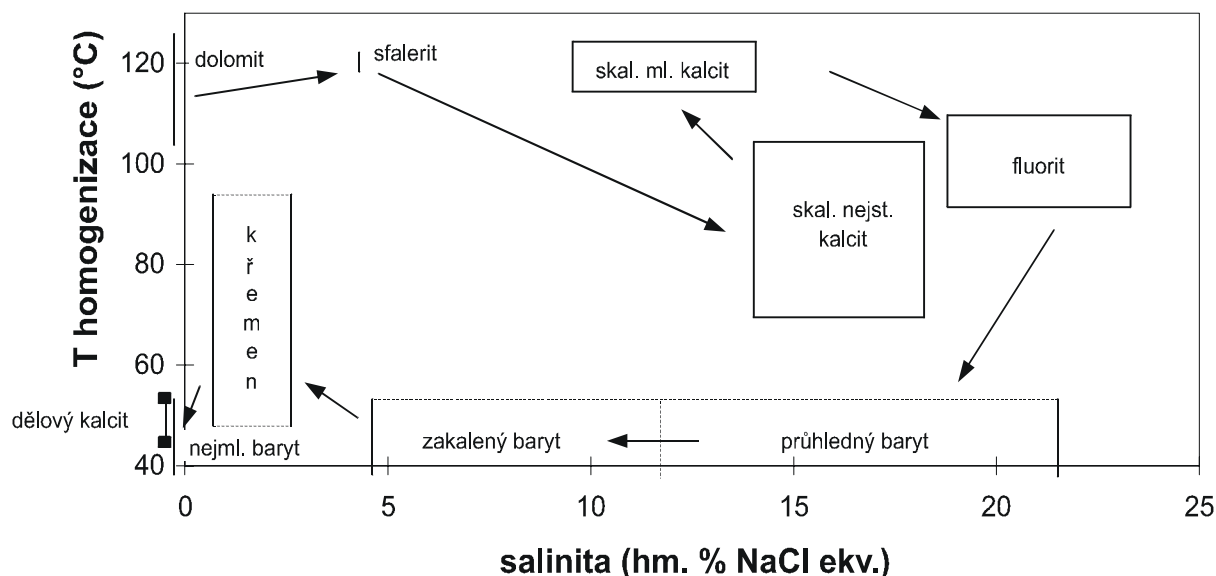 T homogenizace (°C)
120
100
80
60
40
dolomit
sfalerit
skal. ml. kalcit
fluorit
skal. nejst.
kalcit
k
ř
e
m
e
n
dělový kalcit
nejml. baryt
zakalený baryt
průhledný baryt
0
5
10
15
20
25
salinita (hm. % NaCl ekv.)